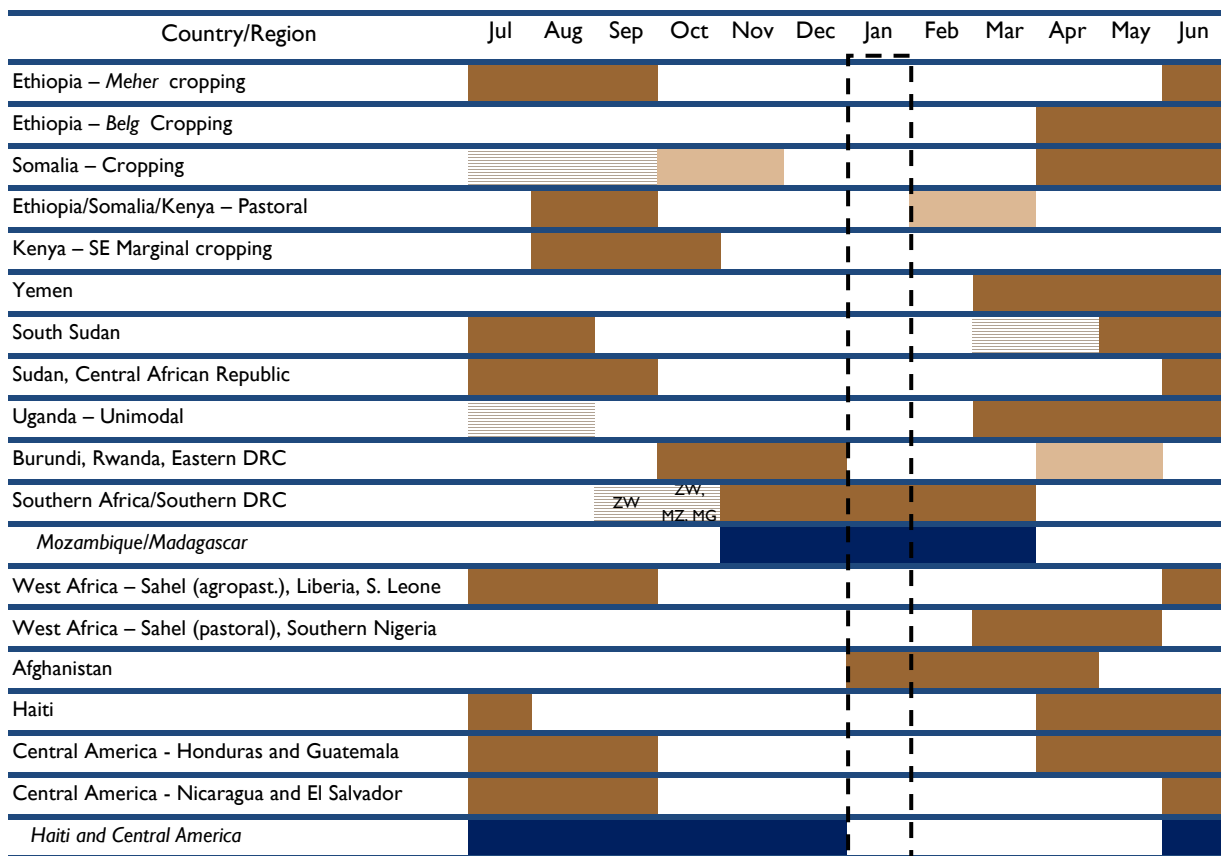 Country/Region Jul Aug Sep Oct Nov Dec Jan Feb Mar Apr May Jun
Ethiopia – Meher cropping
Ethiopia – Belg Cropping
Somalia – Cropping
Ethiopia/Somalia/Kenya – Pastoral
Kenya – SE Marginal cropping
Yemen
South Sudan
Sudan, Central African Republic
Uganda – Unimodal
Burundi, Rwanda, Eastern DRC
Southern Africa/Southern DRC ZW ZW,
MZ. MG
Mozambique/Madagascar
West Africa – Sahel (agropast.), Liberia, S. Leone
West Africa – Sahel (pastoral), Southern Nigeria
Afghanistan
Haiti
Central America - Honduras and Guatemala
Central America - Nicaragua and El Salvador
Haiti and Central America